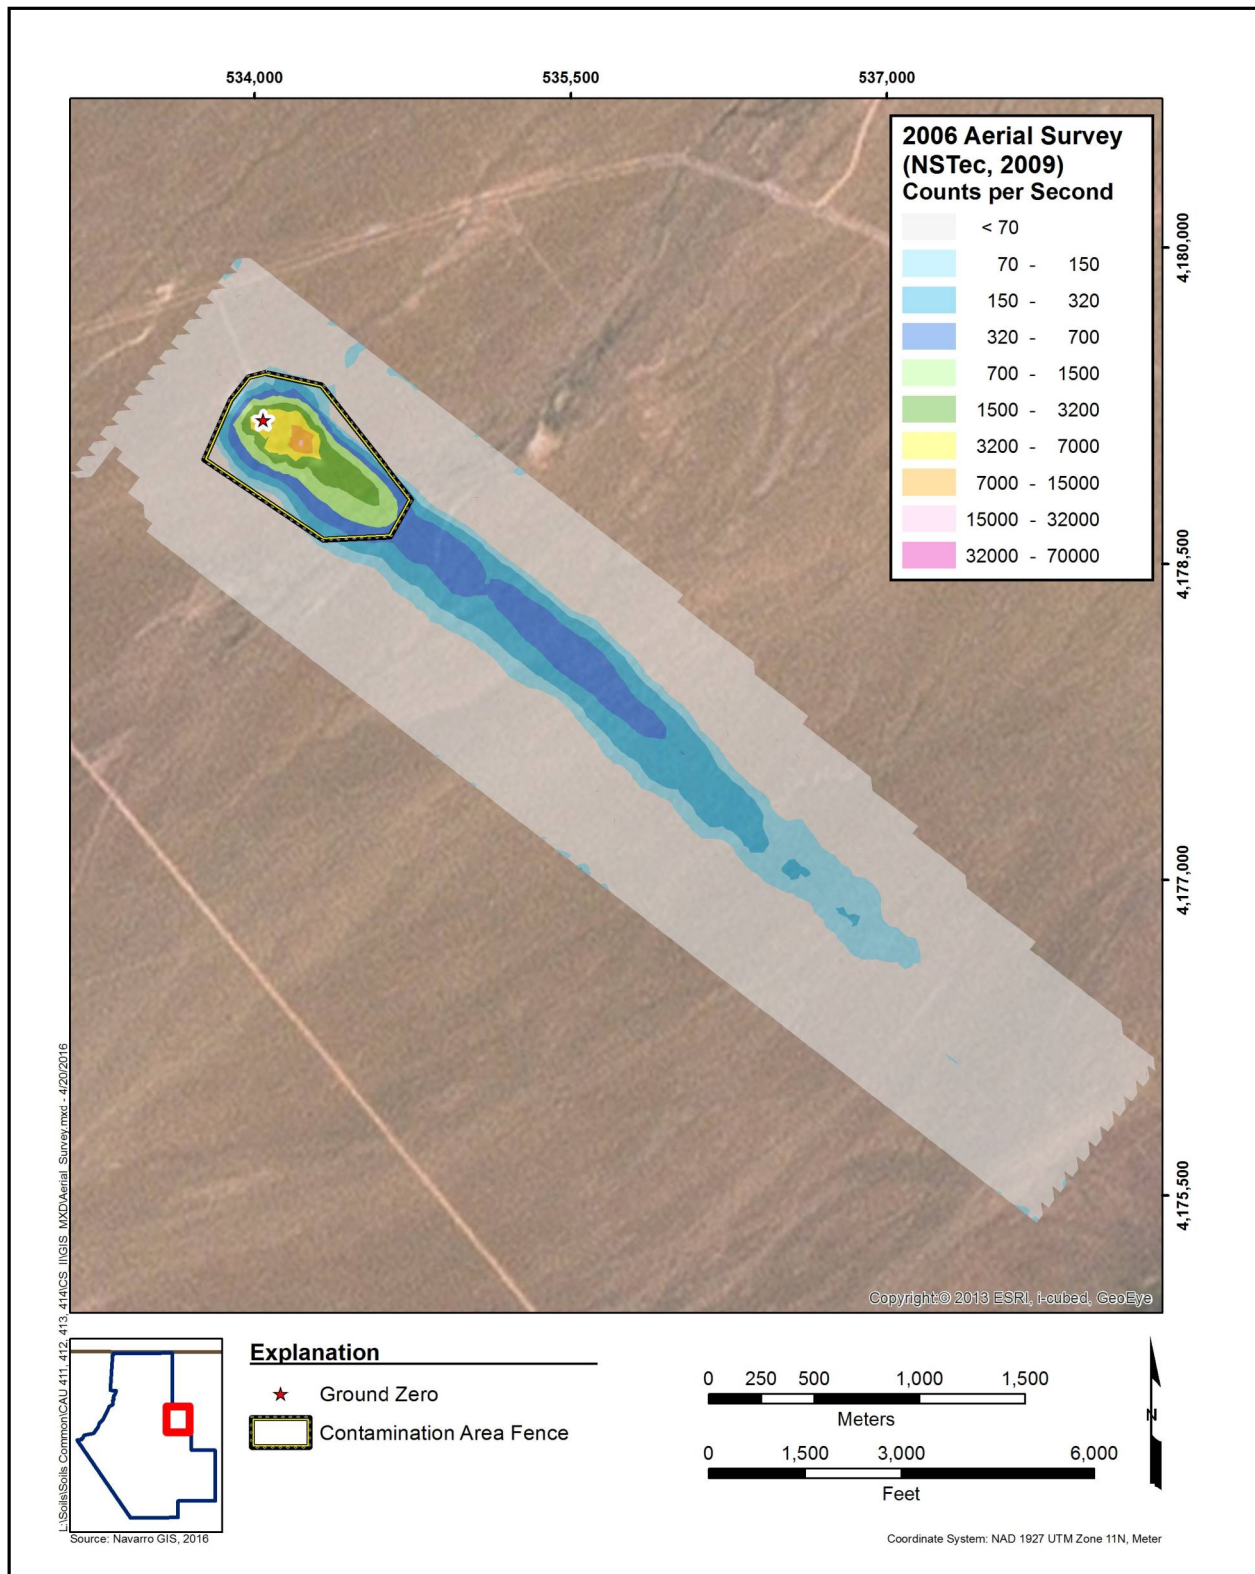 534,000
535,500
537,000
2006 Aerial Survey
(NSTec, 2009)
Counts per Second
< 70
70 - 150
150 - 320
320 - 700
700 - 1500
1500 - 3200
3200 - 7000
7000 - 15000
15000 - 32000
32000 - 70000
4,180,000
4,178,500
4,177,000
4,175,500
L:\Soils\Soils Common\CAU 411, 412, 413, 414\CS II\GIS MXD\Aerial Survey.mxd - 4/20/2016
Copyright:© 2013 ESRI, i-cubed, GeoEye
Explanation
Ground Zero
Contamination Area Fence
0 250 500 1,000 1,500
Meters
0 1,500 3,000 6,000
Feet
N
Source: Navarro GIS, 2016
Coordinate System: NAD 1927 UTM Zone 11N, Meter